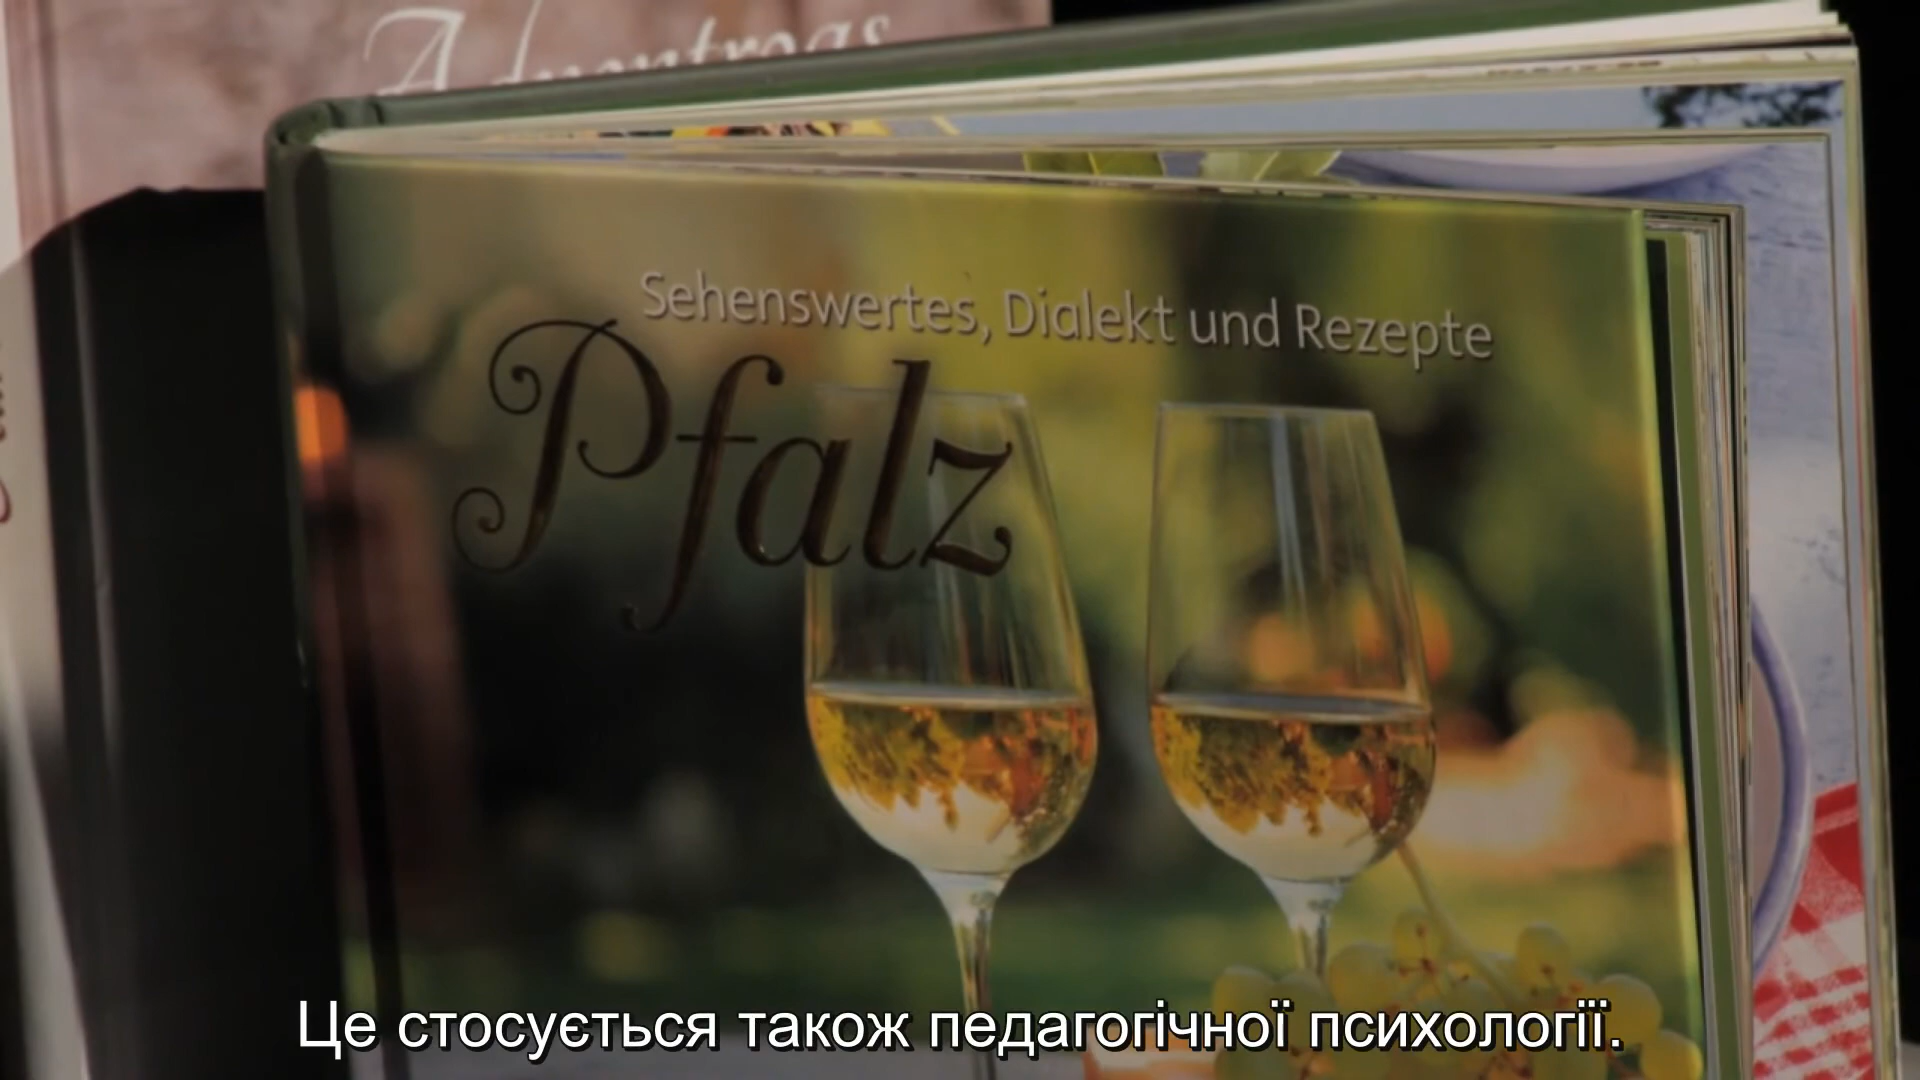 Sehenswertes, Dialekt und Rezepte
Pfalz
Це стосується також педагогічної психології.